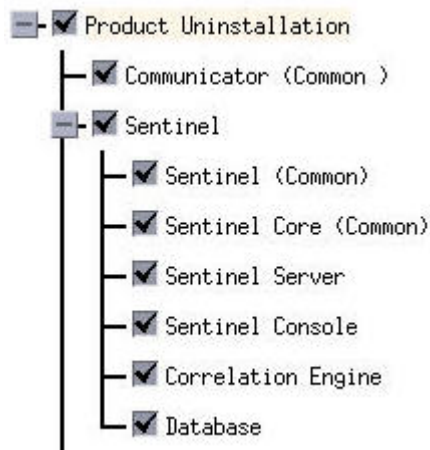 Product Uninstallation
Communicator (Common )
Sentinel
Sentinel (Common)
Sentinel Core (Common)
Sentinel Server
Sentinel Console
Correlation Engine
Database